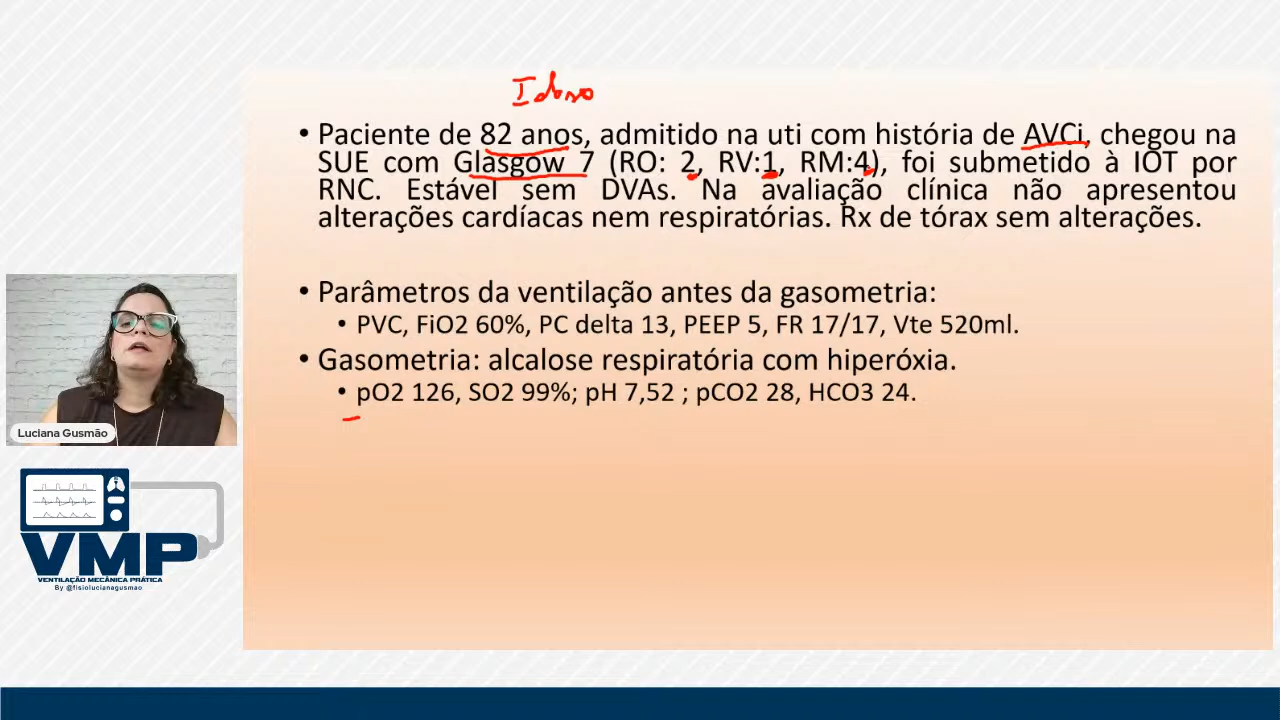 Idoso
• Paciente de 82 anos, admitido na uti com história de AVCi, chegou na
SUE com Glasgow 7 (RO: 2, RV:1, RM:4), foi submetido à IOT por
RNC. Estável sem DVAs. Na avaliação clínica não apresentou
alterações cardíacas nem respiratórias. Rx de tórax sem alterações.
• Parâmetros da ventilação antes da gasometria:
• PVC, FiO2 60%, PC delta 13, PEEP 5, FR 17/17, Vte 520ml.
• Gasometria: alcalose respiratória com hiperóxia.
• pO2 126, SO2 99%; pH 7,52 ; pCO2 28, HCO3 24.
Luciana Gusmão
VMP
VENTILAÇÃO MECÂNICA PRÁTICA
By @fisiolucianagusmao